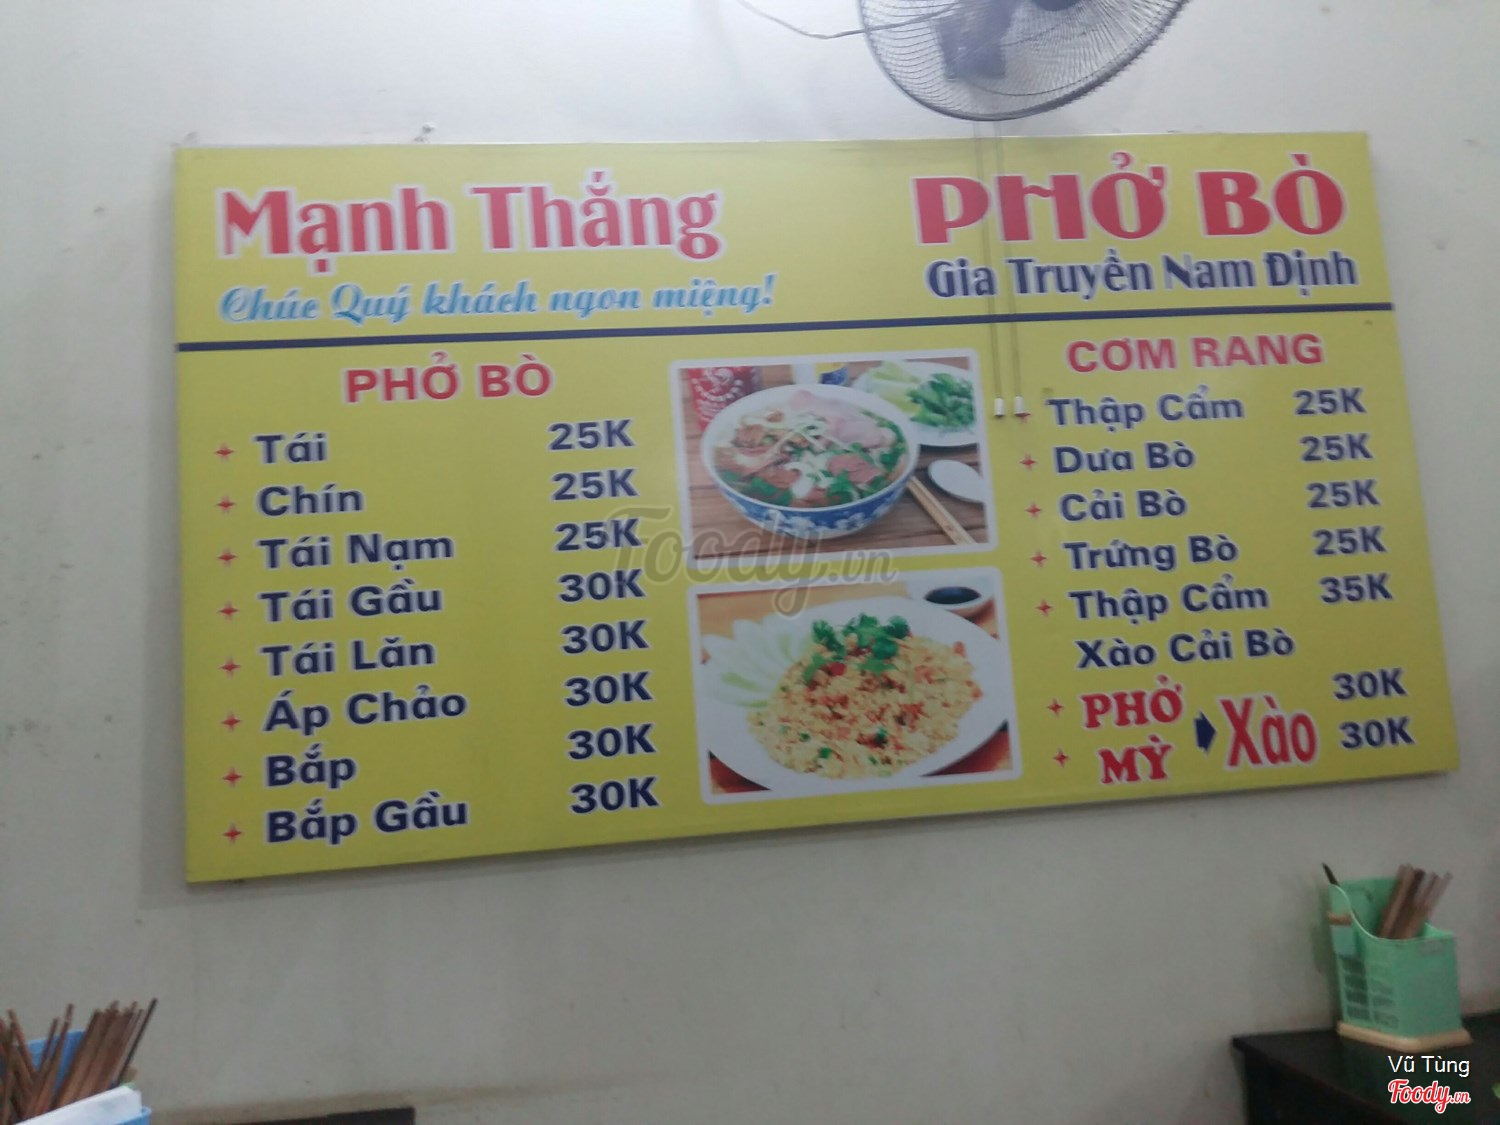 Mạnh Thắng
Chúc Quý khách ngon miệng!
PHỞ BÒ
Gia Truyền Nam Định
PHỞ BÒ
Tái 25K
Chín 25K
Tái Nạm 25K
Tái Gầu 30K
Tái Lăn 30K
Áp Chảo 30K
Bắp 30K
Bắp Gầu 30K
CƠM RANG
Thập Cẩm 25K
Dưa Bò 25K
Cải Bò 25K
Trứng Bò 25K
Thập Cẩm 35K
Xào Cải Bò
PHỞ Xào 30K
MỲ 30K
Foody.vn
Vũ Tùng
Foody.vn